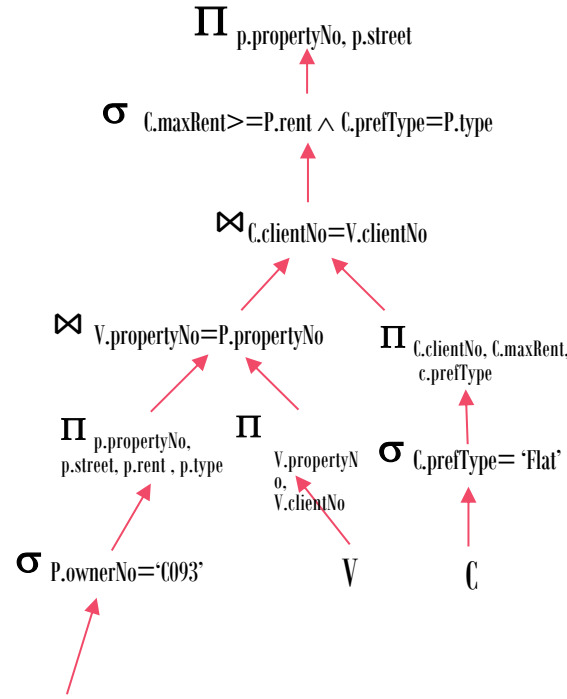 Π p.propertyNo, p.street
σ C.maxRent>=P.rent ∧ C.prefType=P.type
⋈ C.clientNo=V.clientNo
⋈ V.propertyNo=P.propertyNo
Π C.clientNo, C.maxRent,
c.prefType
Π p.propertyNo,
p.street, p.rent , p.type
Π
V.propertyN
o,
V.clientNo
σ C.prefType= ‘Flat’
σ P.ownerNo=‘C093’
V
C